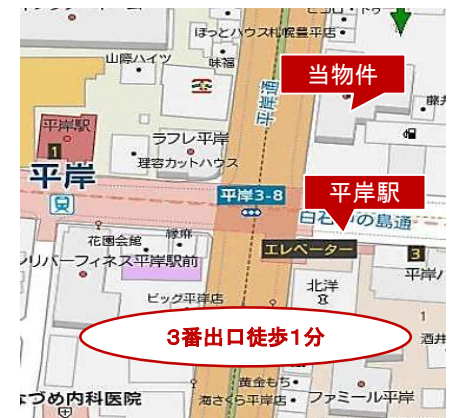 ほっとハウス札幌豊平店
山際ハイツ
味福
当物件
平岸通
平岸駅
1
ラフレ平岸
理容カットハウス
平岸
平岸3-8
平岸駅
の島通
花園会館
縁麻
エレベーター
3
リバーフィネス平岸駅前
北洋
平岸ハ
ビッグ平岸店
3番出口徒歩1分
酒井
黄金もち
なづめ内科医院
海さくら平岸店
ファミール平岸